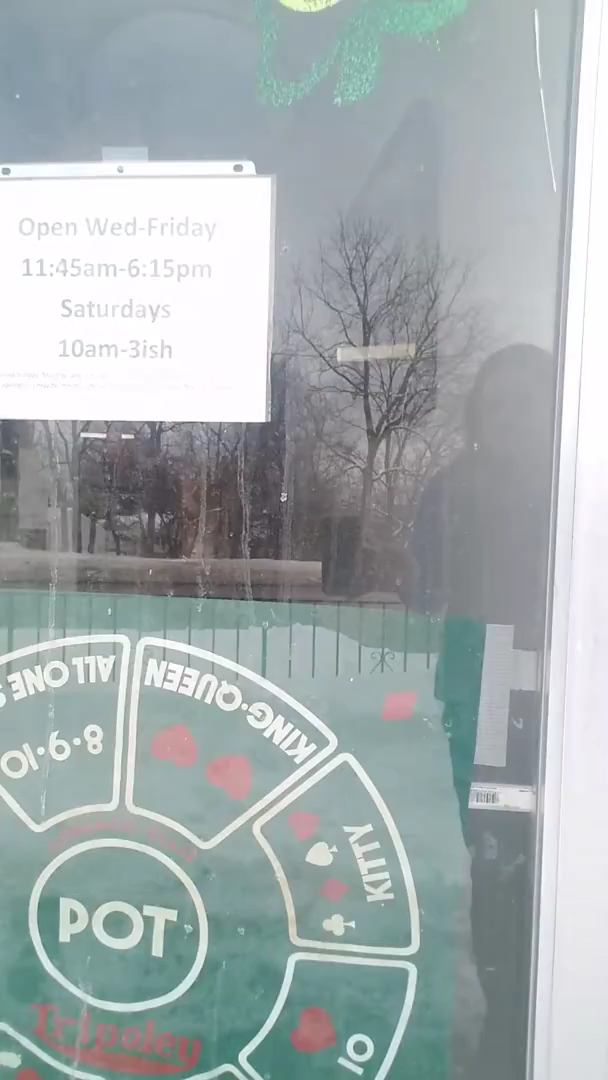 Open Wed-Friday
11:45am-6:15pm
Saturdays
10am-3ish
ALL ONE
8·9·10
KING-QUEEN
KITTY
POT
Tripoley
10